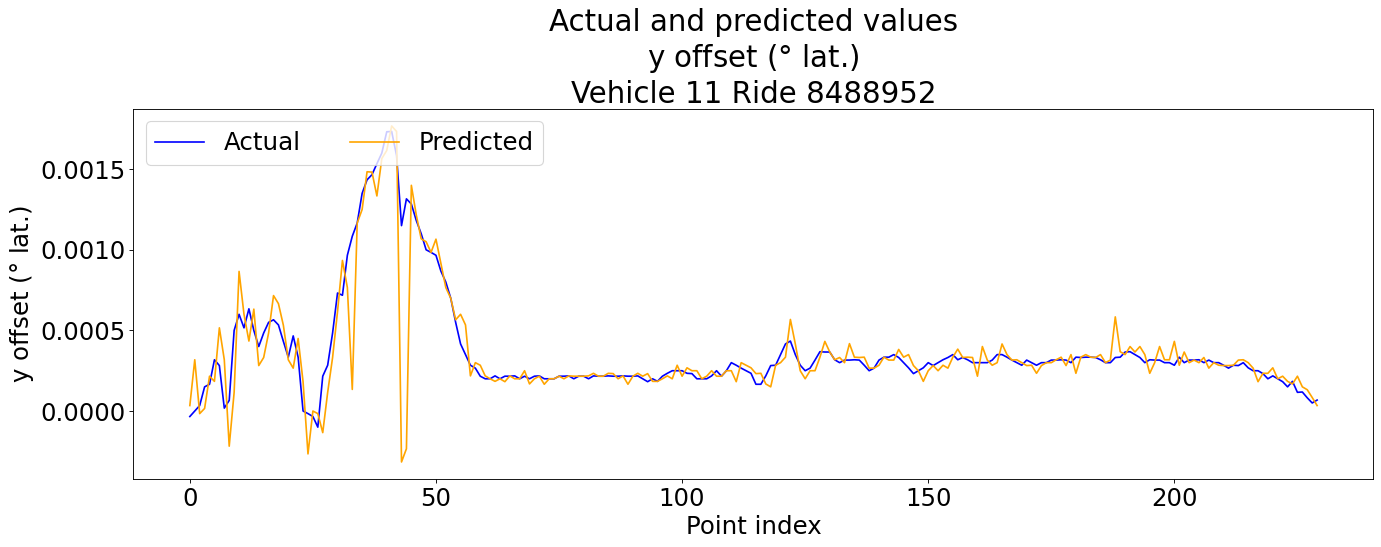 Actual and predicted values
y offset (° lat.)
Vehicle 11 Ride 8488952
Actual
Predicted
y offset (° lat.)
0.0015
0.0010
0.0005
0.0000
0
50
100
150
200
Point index